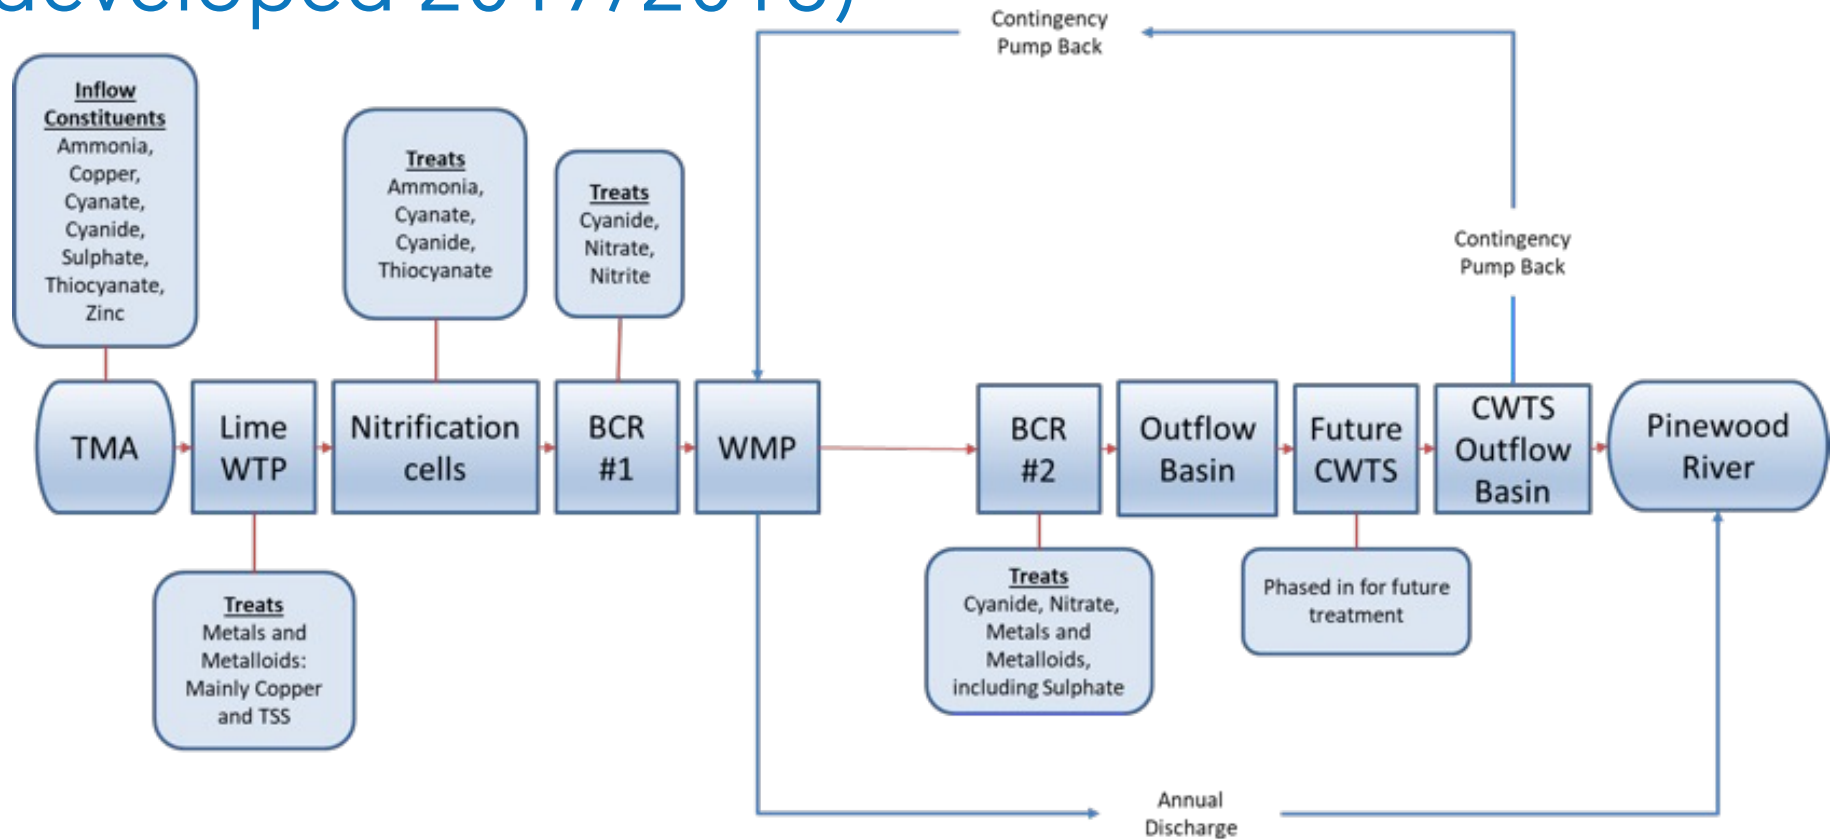 developed 2017/2018)
Contingency
Pump Back
Inflow
Constituents
Ammonia,
Copper,
Cyanate,
Cyanide,
Sulphate,
Thiocyanate,
Zinc
Treats
Ammonia,
Cyanate,
Cyanide,
Thiocyanate
Treats
Cyanide,
Nitrate,
Nitrite
Contingency
Pump Back
TMA
Lime
WTP
Nitrification
cells
BCR
#1
WMP
BCR
#2
Outflow
Basin
Future
CWTS
CWTS
Outflow
Basin
Pinewood
River
Treats
Metals and
Metalloids:
Mainly Copper
and TSS
Treats
Cyanide, Nitrate,
Metals and
Metalloids,
including Sulphate
Phased in for future
treatment
Annual
Discharge